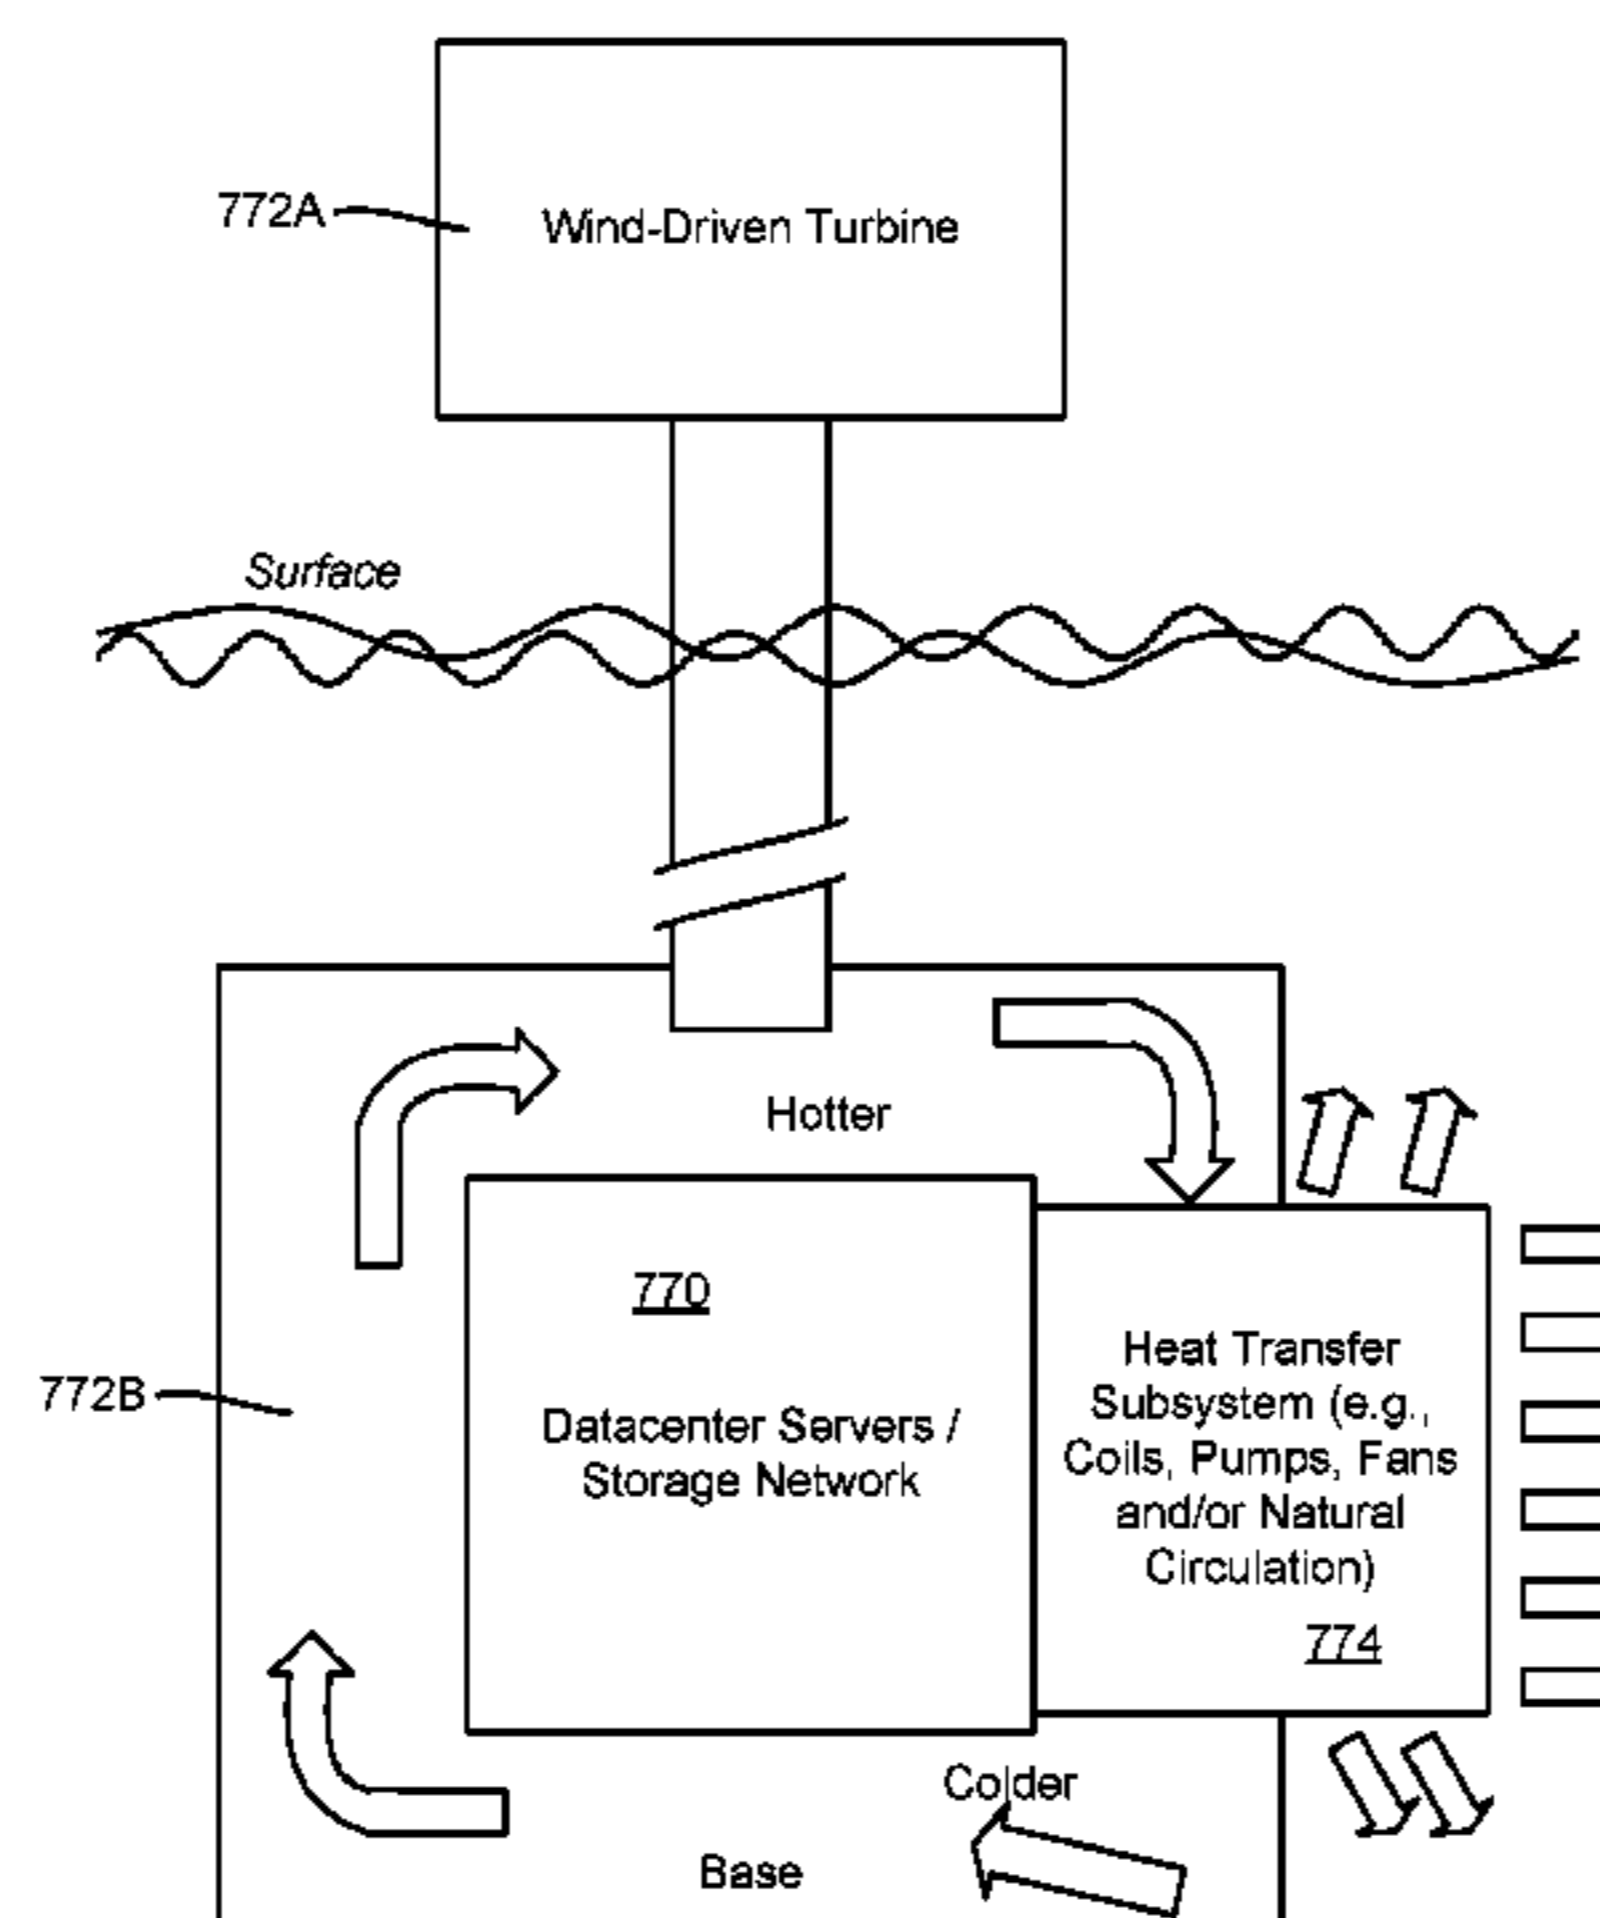 772A
Wind-Driven Turbine
Surface
Hotter
770
772B
Datacenter Servers /
Storage Network
Heat Transfer
Subsystem (e.g.,
Coils, Pumps, Fans
and/or Natural
Circulation)
774
Colder
Base